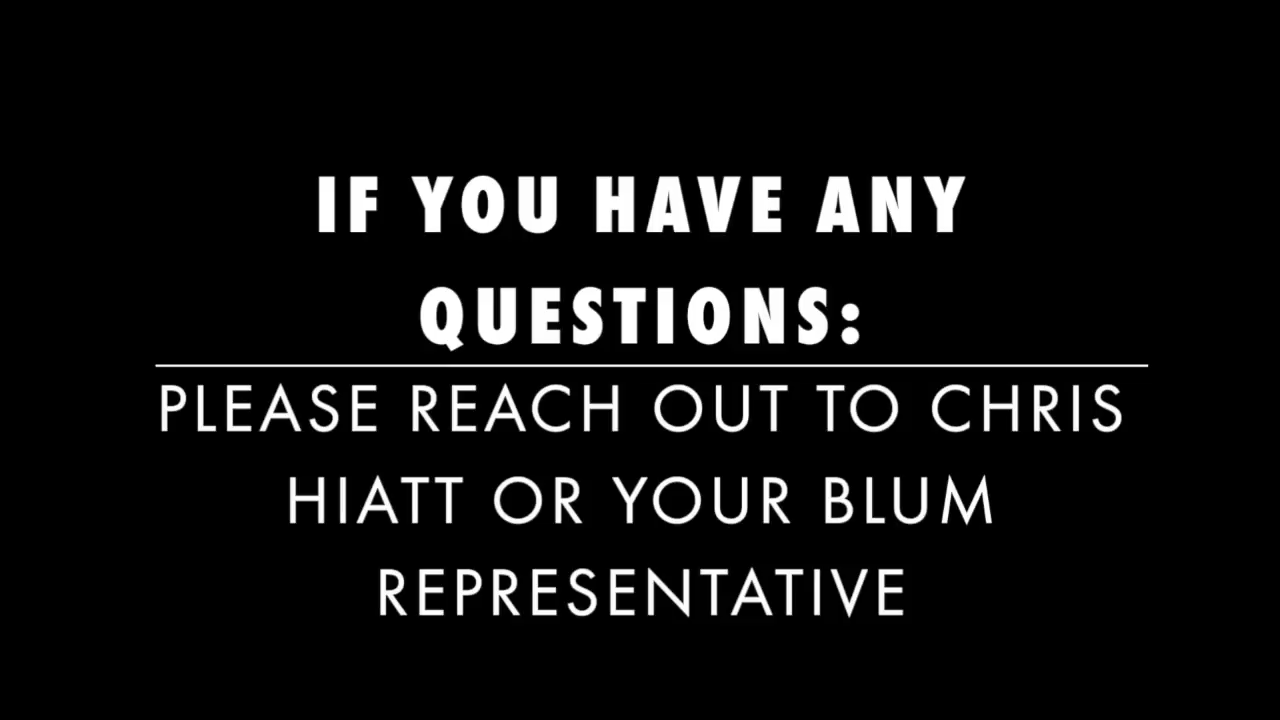 IF YOU HAVE ANY
QUESTIONS:
PLEASE REACH OUT TO CHRIS
HIATT OR YOUR BLUM
REPRESENTATIVE